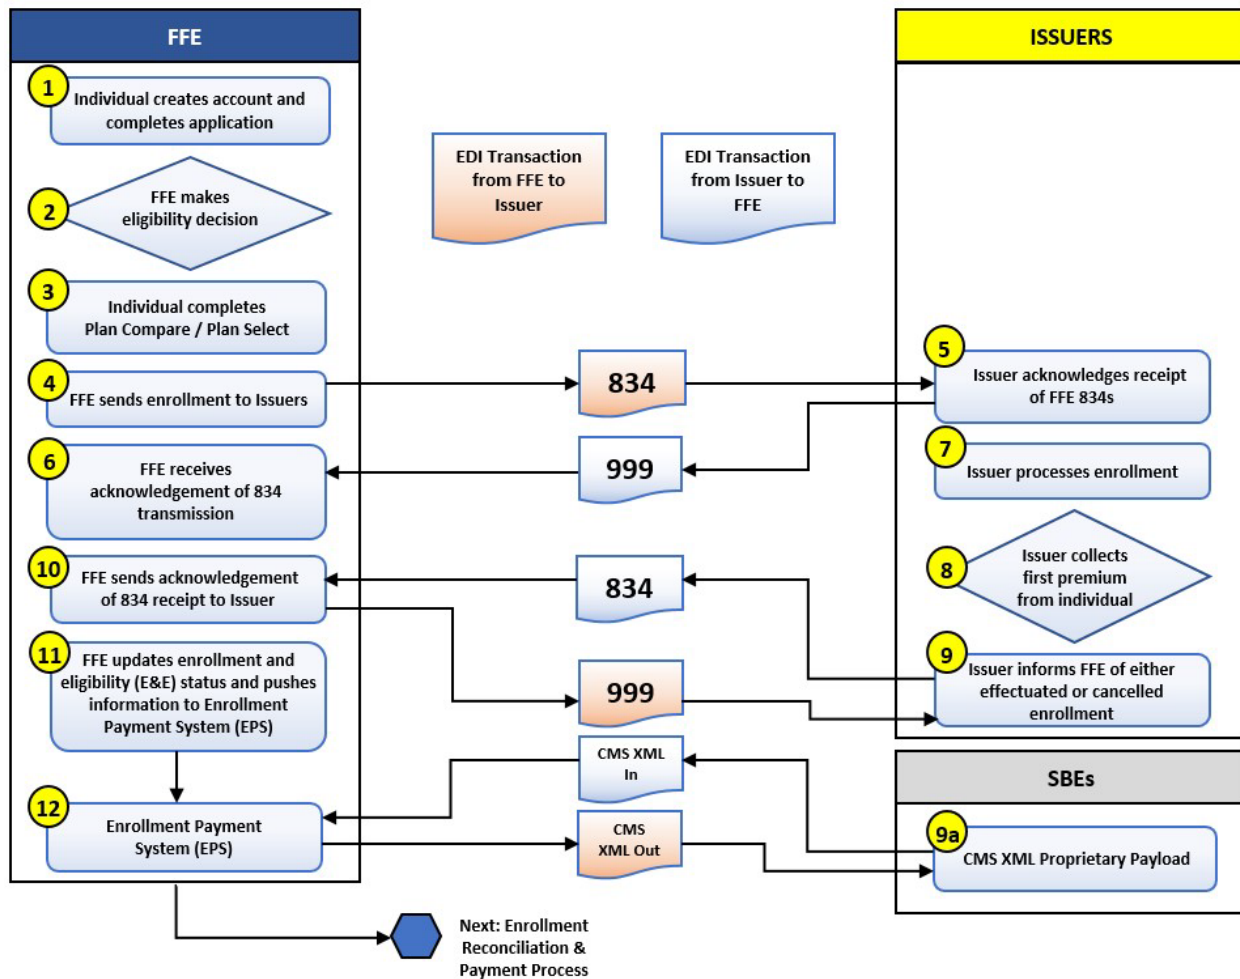 FFE
1
Individual creates account and
completes application
2
FFE makes
eligibility decision
3
Individual completes
Plan Compare / Plan Select
4
FFE sends enrollment to Issuers
6
FFE receives
acknowledgement of 834
transmission
10
FFE sends acknowledgement
of 834 receipt to Issuer
11
FFE updates enrollment and
eligibility (E&E) status and pushes
information to Enrollment
Payment System (EPS)
12
Enrollment Payment
System (EPS)
EDI Transaction
from FFE to
Issuer
EDI Transaction
from Issuer to
FFE
834
999
834
999
CMS XML
In
CMS
XML Out
ISSUERS
5
Issuer acknowledges receipt
of FFE 834s
7
Issuer processes enrollment
8
Issuer collects
first premium
from individual
9
Issuer informs FFE of either
effectuated or cancelled
enrollment
SBEs
9a
CMS XML Proprietary Payload
Next: Enrollment
Reconciliation &
Payment Process